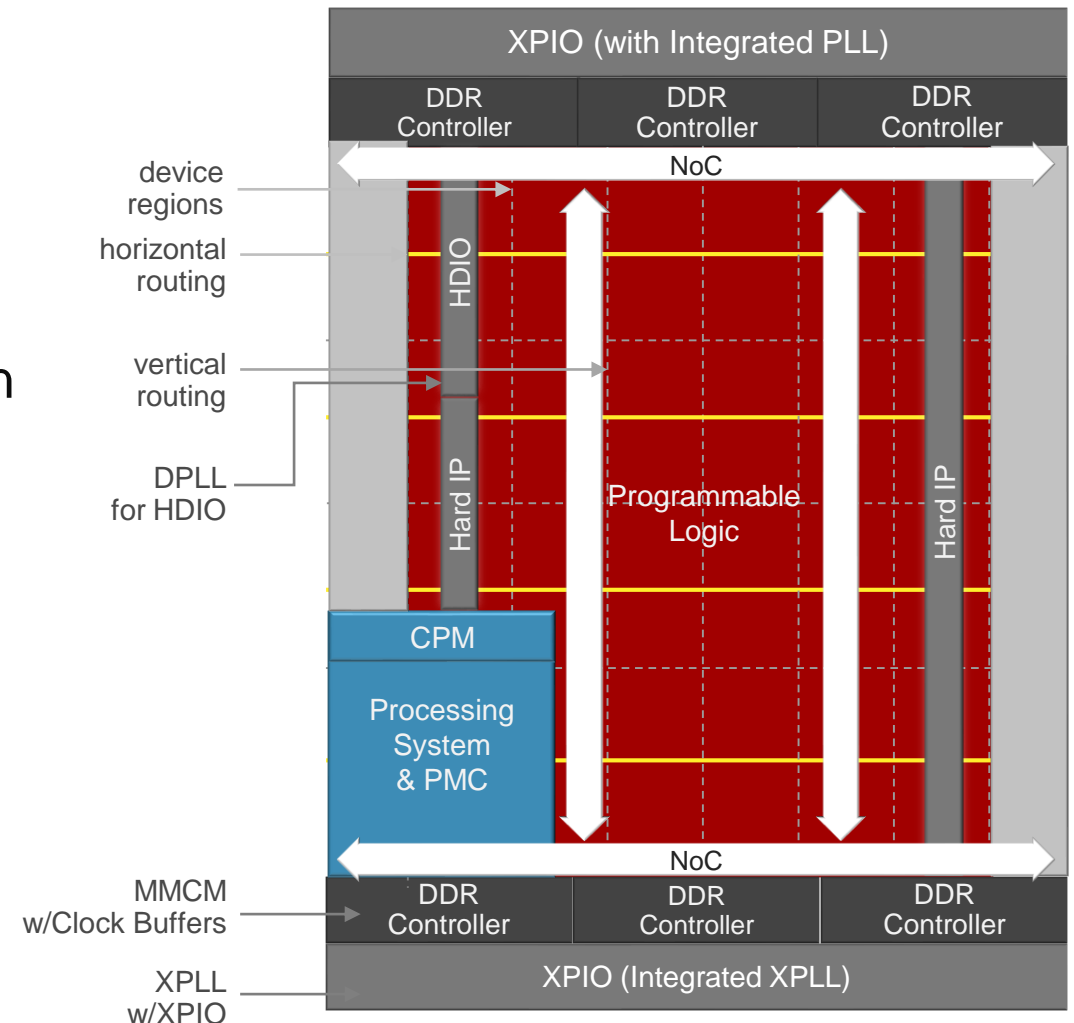 XPIO (with Integrated PLL)
DDR
Controller
DDR
Controller
DDR
Controller
NoC
device
regions
horizontal
routing
HDIO
vertical
routing
n
DPLL
for HDIO
Hard IP
Programmable
Logic
Hard IP
CPM
Processing
System
& PMC
NoC
MMCM
w/Clock Buffers
DDR
Controller
DDR
Controller
DDR
Controller
XPLL
w/XPIO
XPIO (Integrated XPLL)